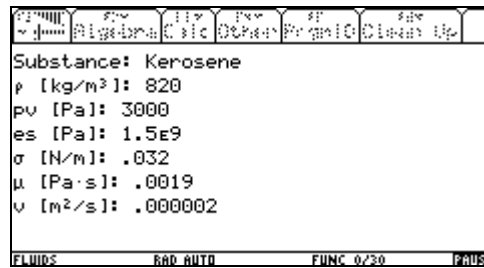 Algebra Calc Other PrgmIO Clean Up
Substance: Kerosene
ρ [kg/m³]: 820
pv [Pa]: 3000
es [Pa]: 1.5E9
σ [N/m]: .032
μ [Pa·s]: .0019
ν [m²/s]: .000002
FLUIDS RAD AUTO FUNC 0/30 PAUS